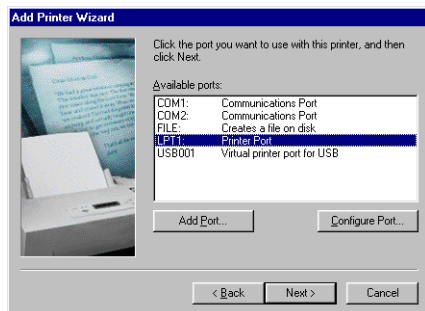 Add Printer Wizard
Click the port you want to use with this printer, and then
click Next.
Available ports:
COM1: Communications Port
COM2: Communications Port
FILE: Creates a file on disk
LPT1: Printer Port
USB001 Virtual printer port for USB
Add Port...
Configure Port...
< Back
Next >
Cancel